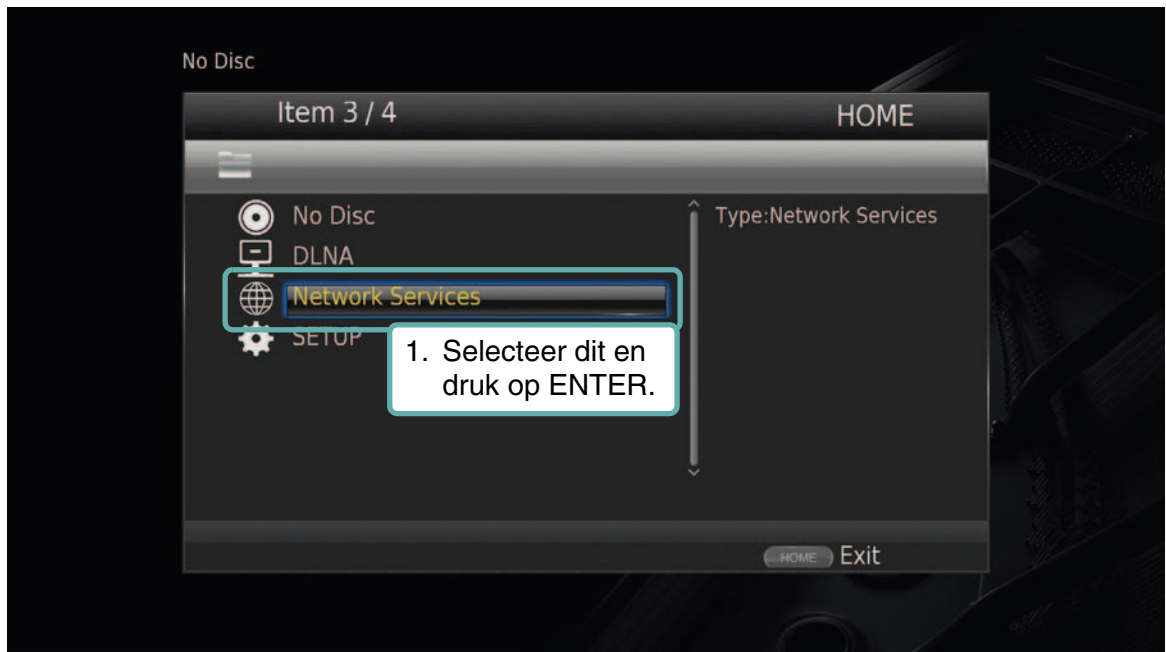 No Disc
Item 3 / 4
HOME
No Disc
Type:Network Services
DLNA
Network Services
SETUP
1. Selecteer dit en
druk op ENTER.
HOME Exit